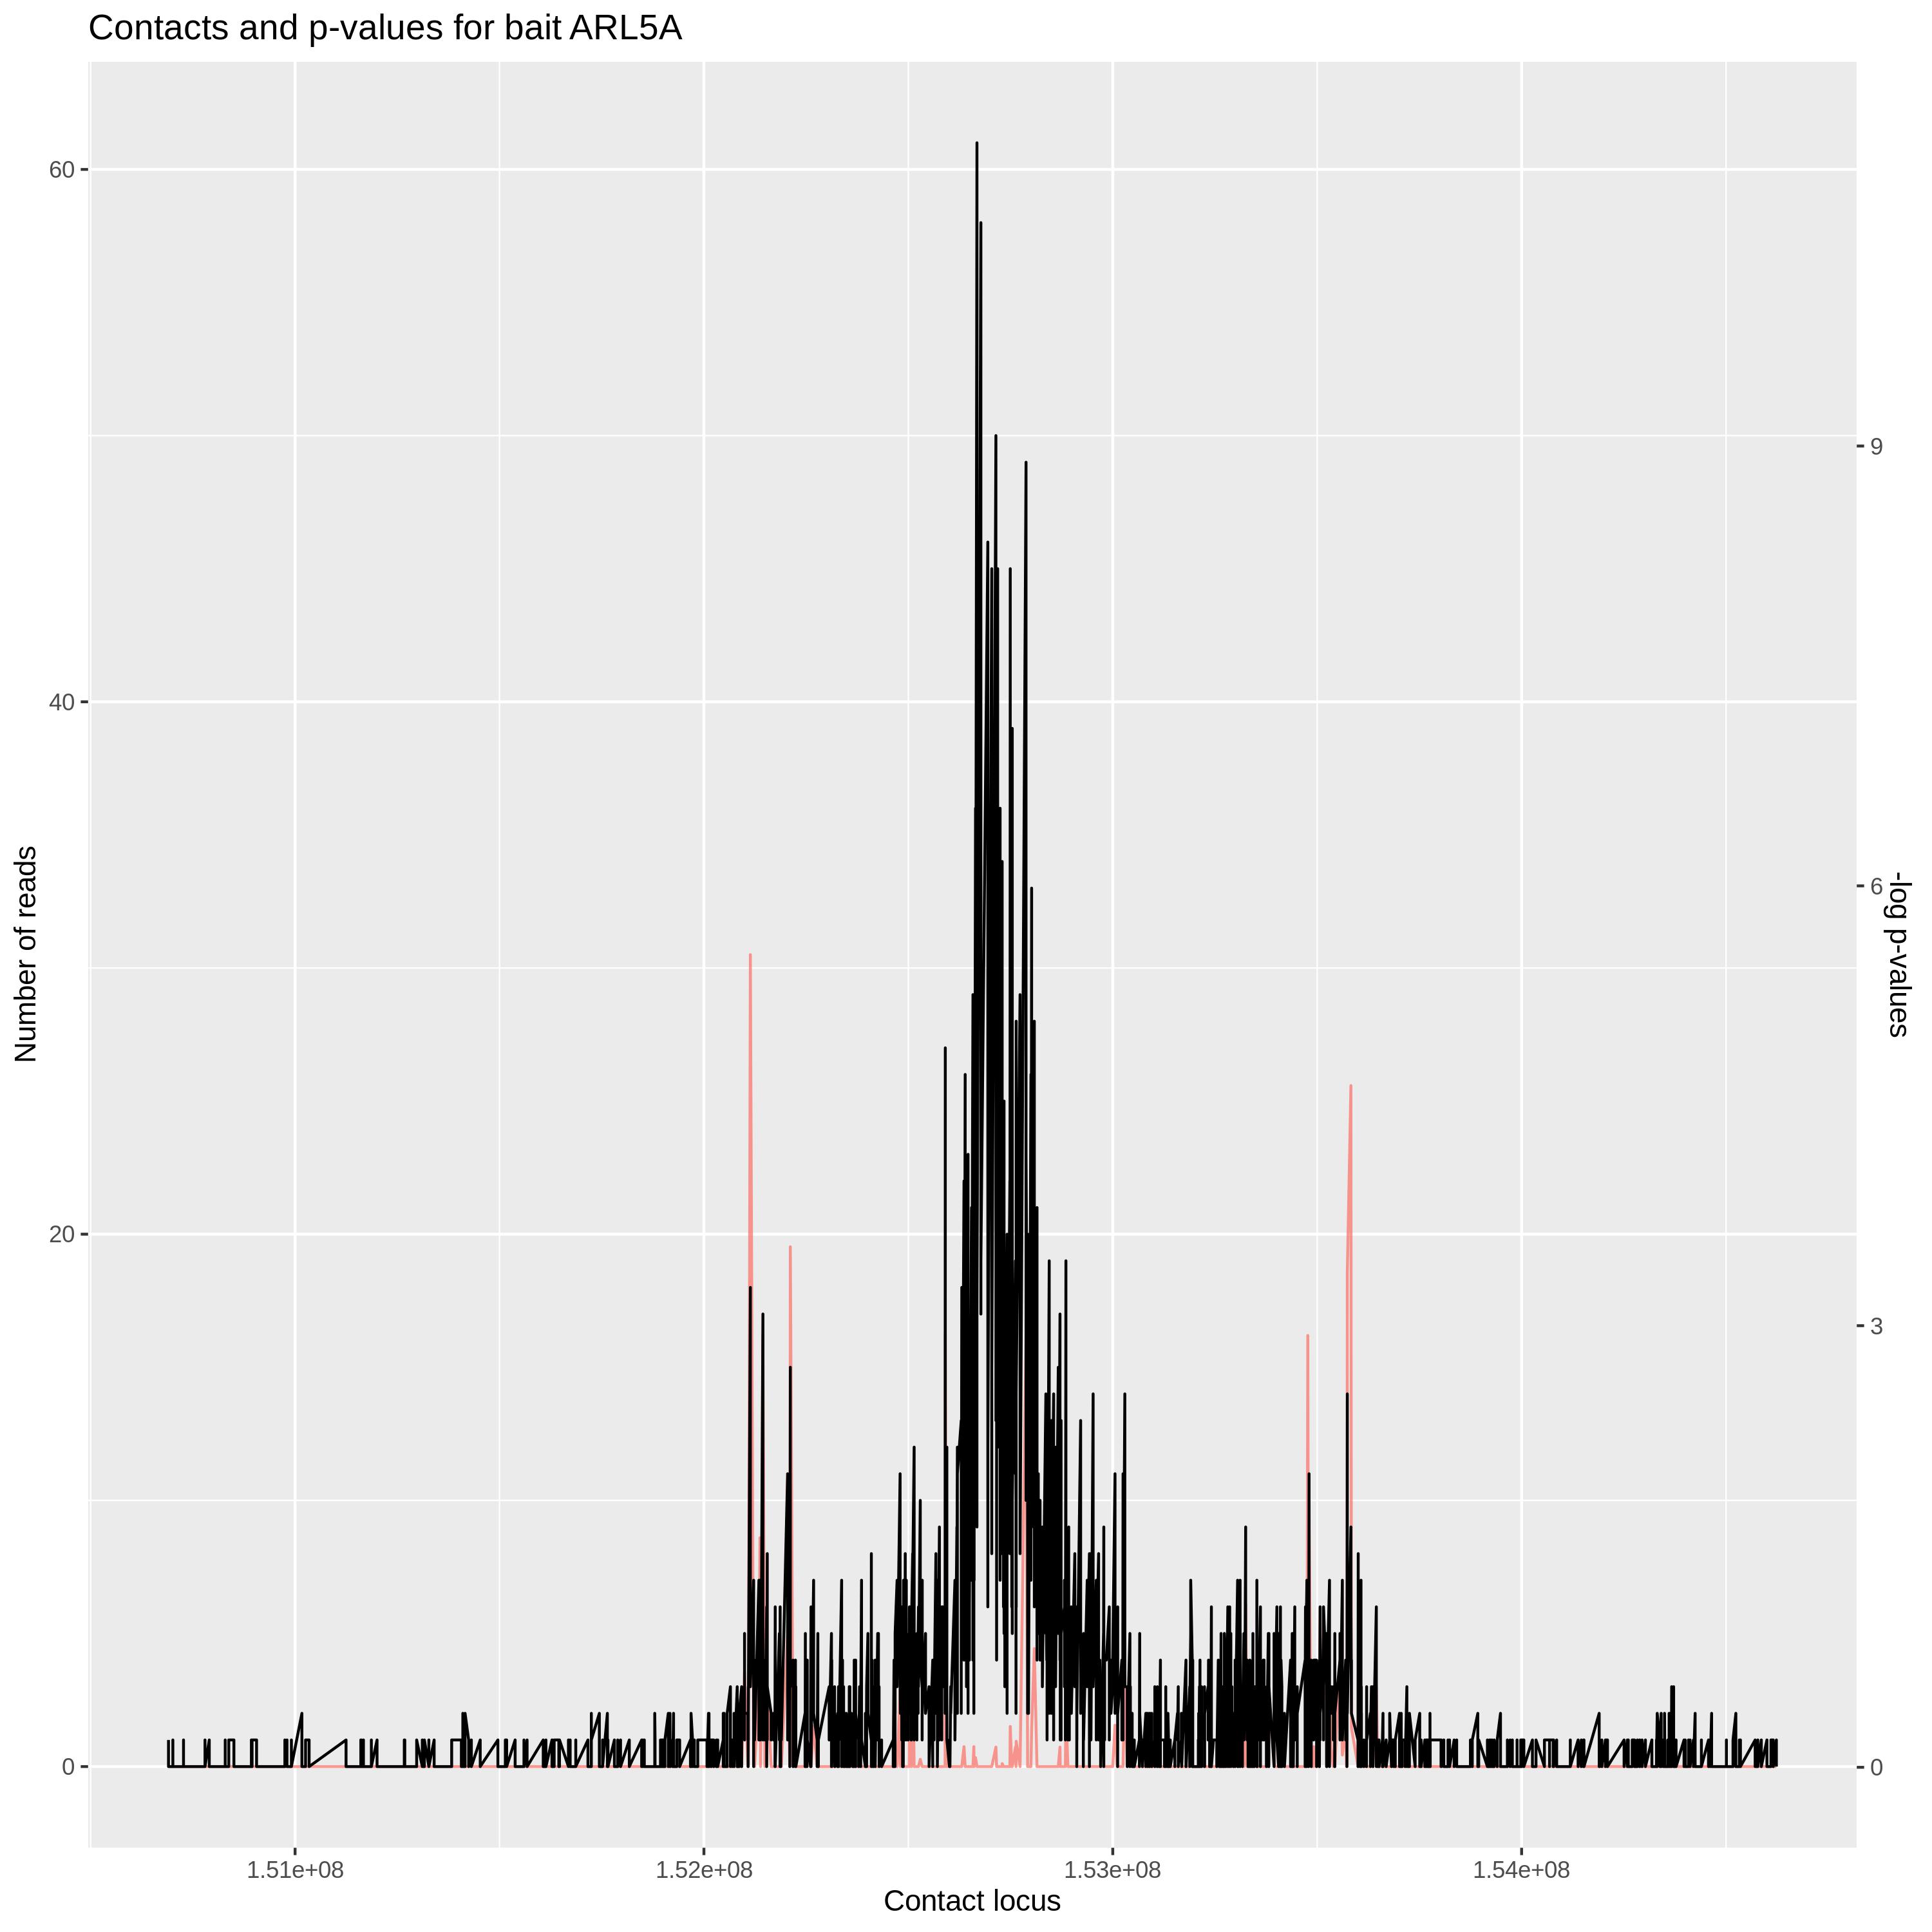 Contacts and p-values for bait ARL5A
60
40
20
0
9
6
3
0
Number of reads
-log p-values
1.51e+08 1.52e+08 1.53e+08 1.54e+08
Contact locus